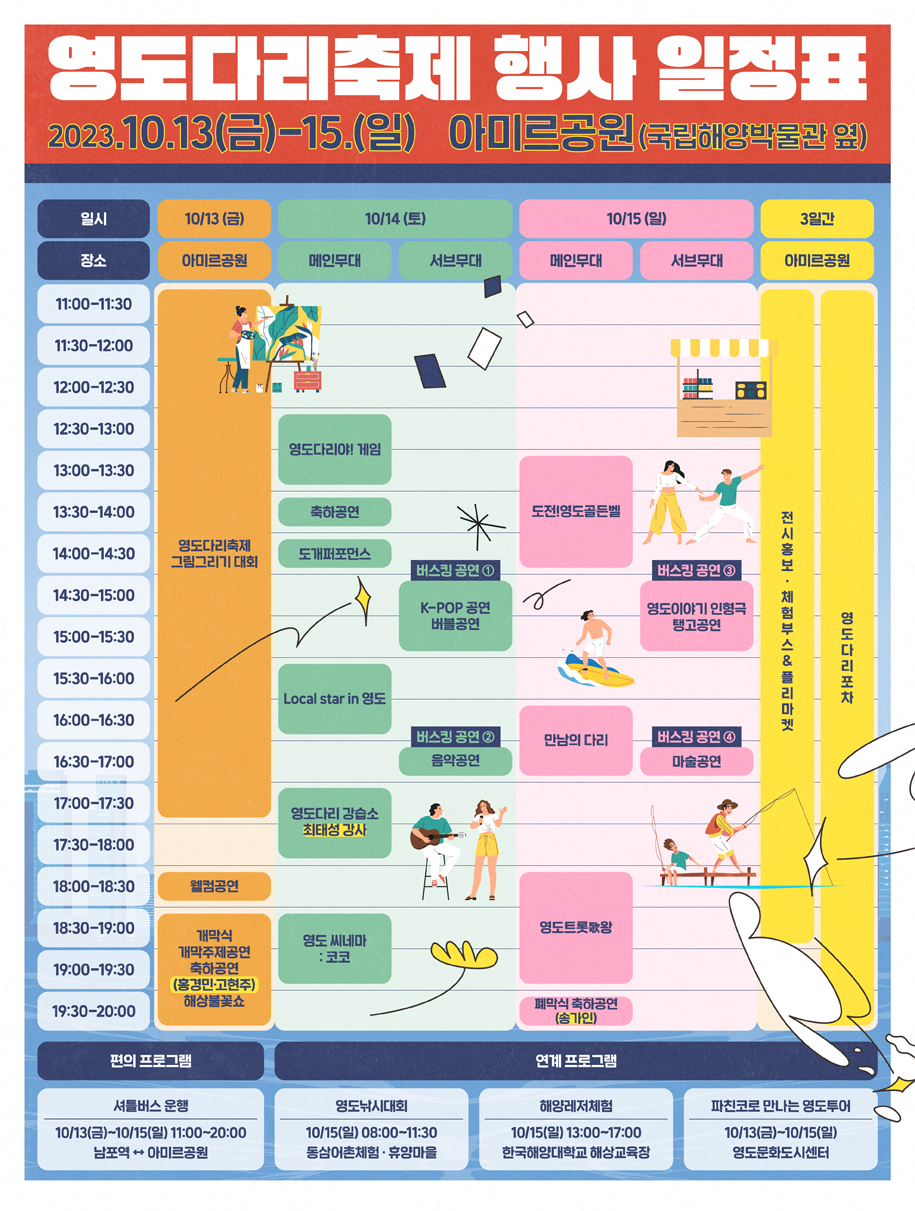 영도다리축제 행사 일정표
2023.10.13(금)-15.(일) 아미르공원(국립해양박물관 옆)
일시 10/13 (금) 10/14 (토) 10/15 (일) 3일간
장소 아미르공원 메인무대 서브무대 메인무대 서브무대 아미르공원
11:00-11:30
11:30-12:00
12:00-12:30
12:30-13:00
13:00-13:30
13:30-14:00
14:00-14:30
14:30-15:00
15:00-15:30
15:30-16:00
16:00-16:30
16:30-17:00
17:00-17:30
17:30-18:00
18:00-18:30
18:30-19:00
19:00-19:30
19:30-20:00
영도다리축제
그림그리기 대회
웰컴공연
개막식
개막주제공연
축하공연
(홍경민·고현주)
해상불꽃쇼
영도다리야! 게임
축하공연
도개퍼포먼스
Local star in 영도
영도다리 강습소
최태성 강사
영도 씨네마
: 코코
버스킹 공연 ①
K-POP 공연
버블공연
버스킹 공연 ②
음악공연
도전!영도골든벨
만남의 다리
영도트롯歌왕
폐막식 축하공연
(송가인)
버스킹 공연 ③
영도이야기 인형극
탱고공연
버스킹 공연 ④
마술공연
전시홍보·체험부스&플리마켓
영도다리포차
편의 프로그램
셔틀버스 운행
10/13(금)~10/15(일) 11:00~20:00
남포역 ↔ 아미르공원
연계 프로그램
영도낚시대회
10/15(일) 08:00~11:30
동삼어촌체험·휴양마을
해양레저체험
10/15(일) 13:00~17:00
한국해양대학교 해상교육장
파친코로 만나는 영도투어
10/13(금)~10/15(일)
영도문화도시센터